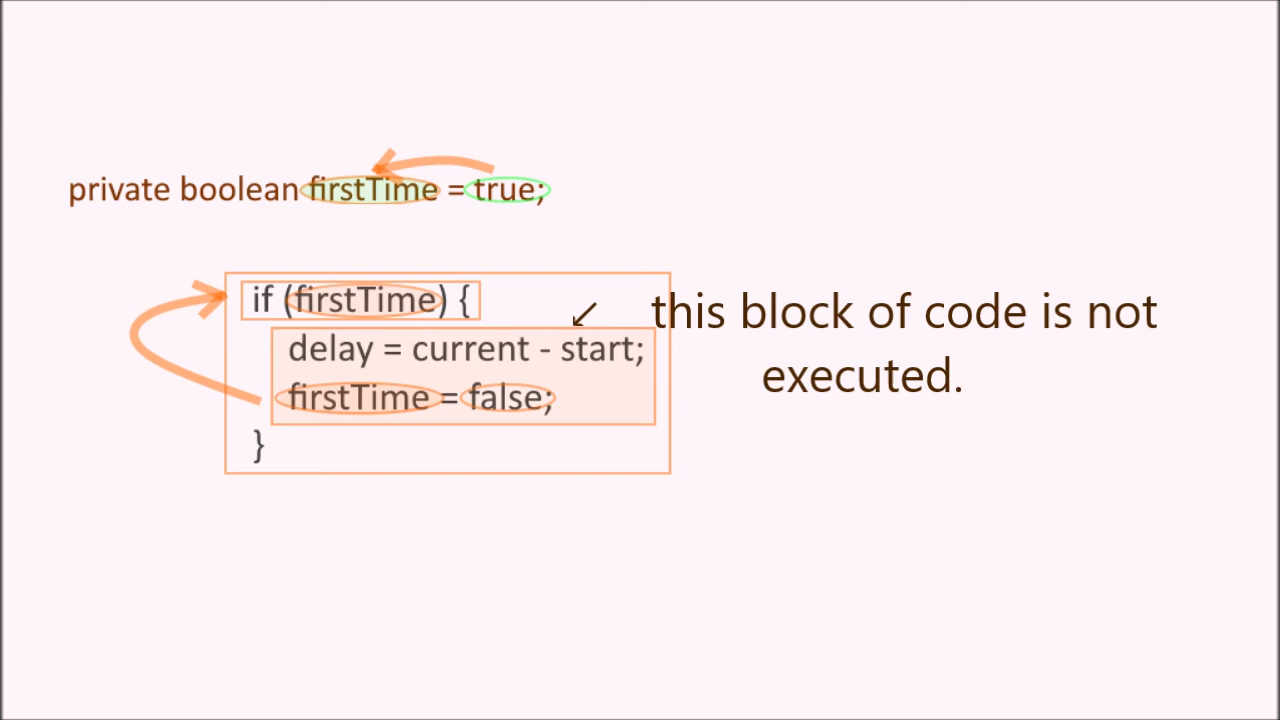 private boolean firstTime = true;
if (firstTime) {
this block of code is not
delay = current - start;
executed.
firstTime = false;
}